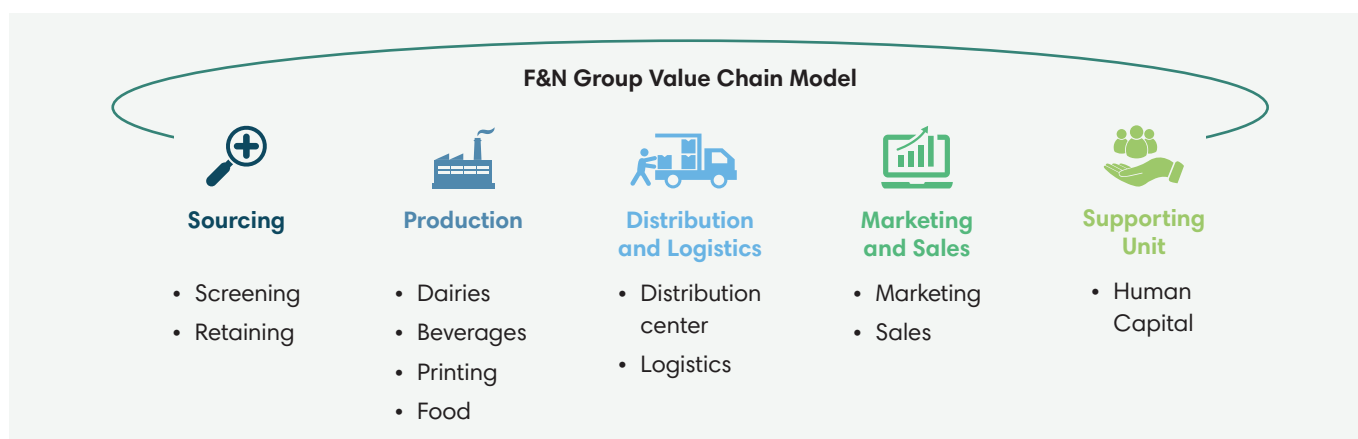 F&N Group Value Chain Model
Sourcing
• Screening
• Retaining
Production
• Dairies
• Beverages
• Printing
• Food
Distribution
and Logistics
• Distribution
center
• Logistics
Marketing
and Sales
• Marketing
• Sales
Supporting
Unit
• Human
Capital